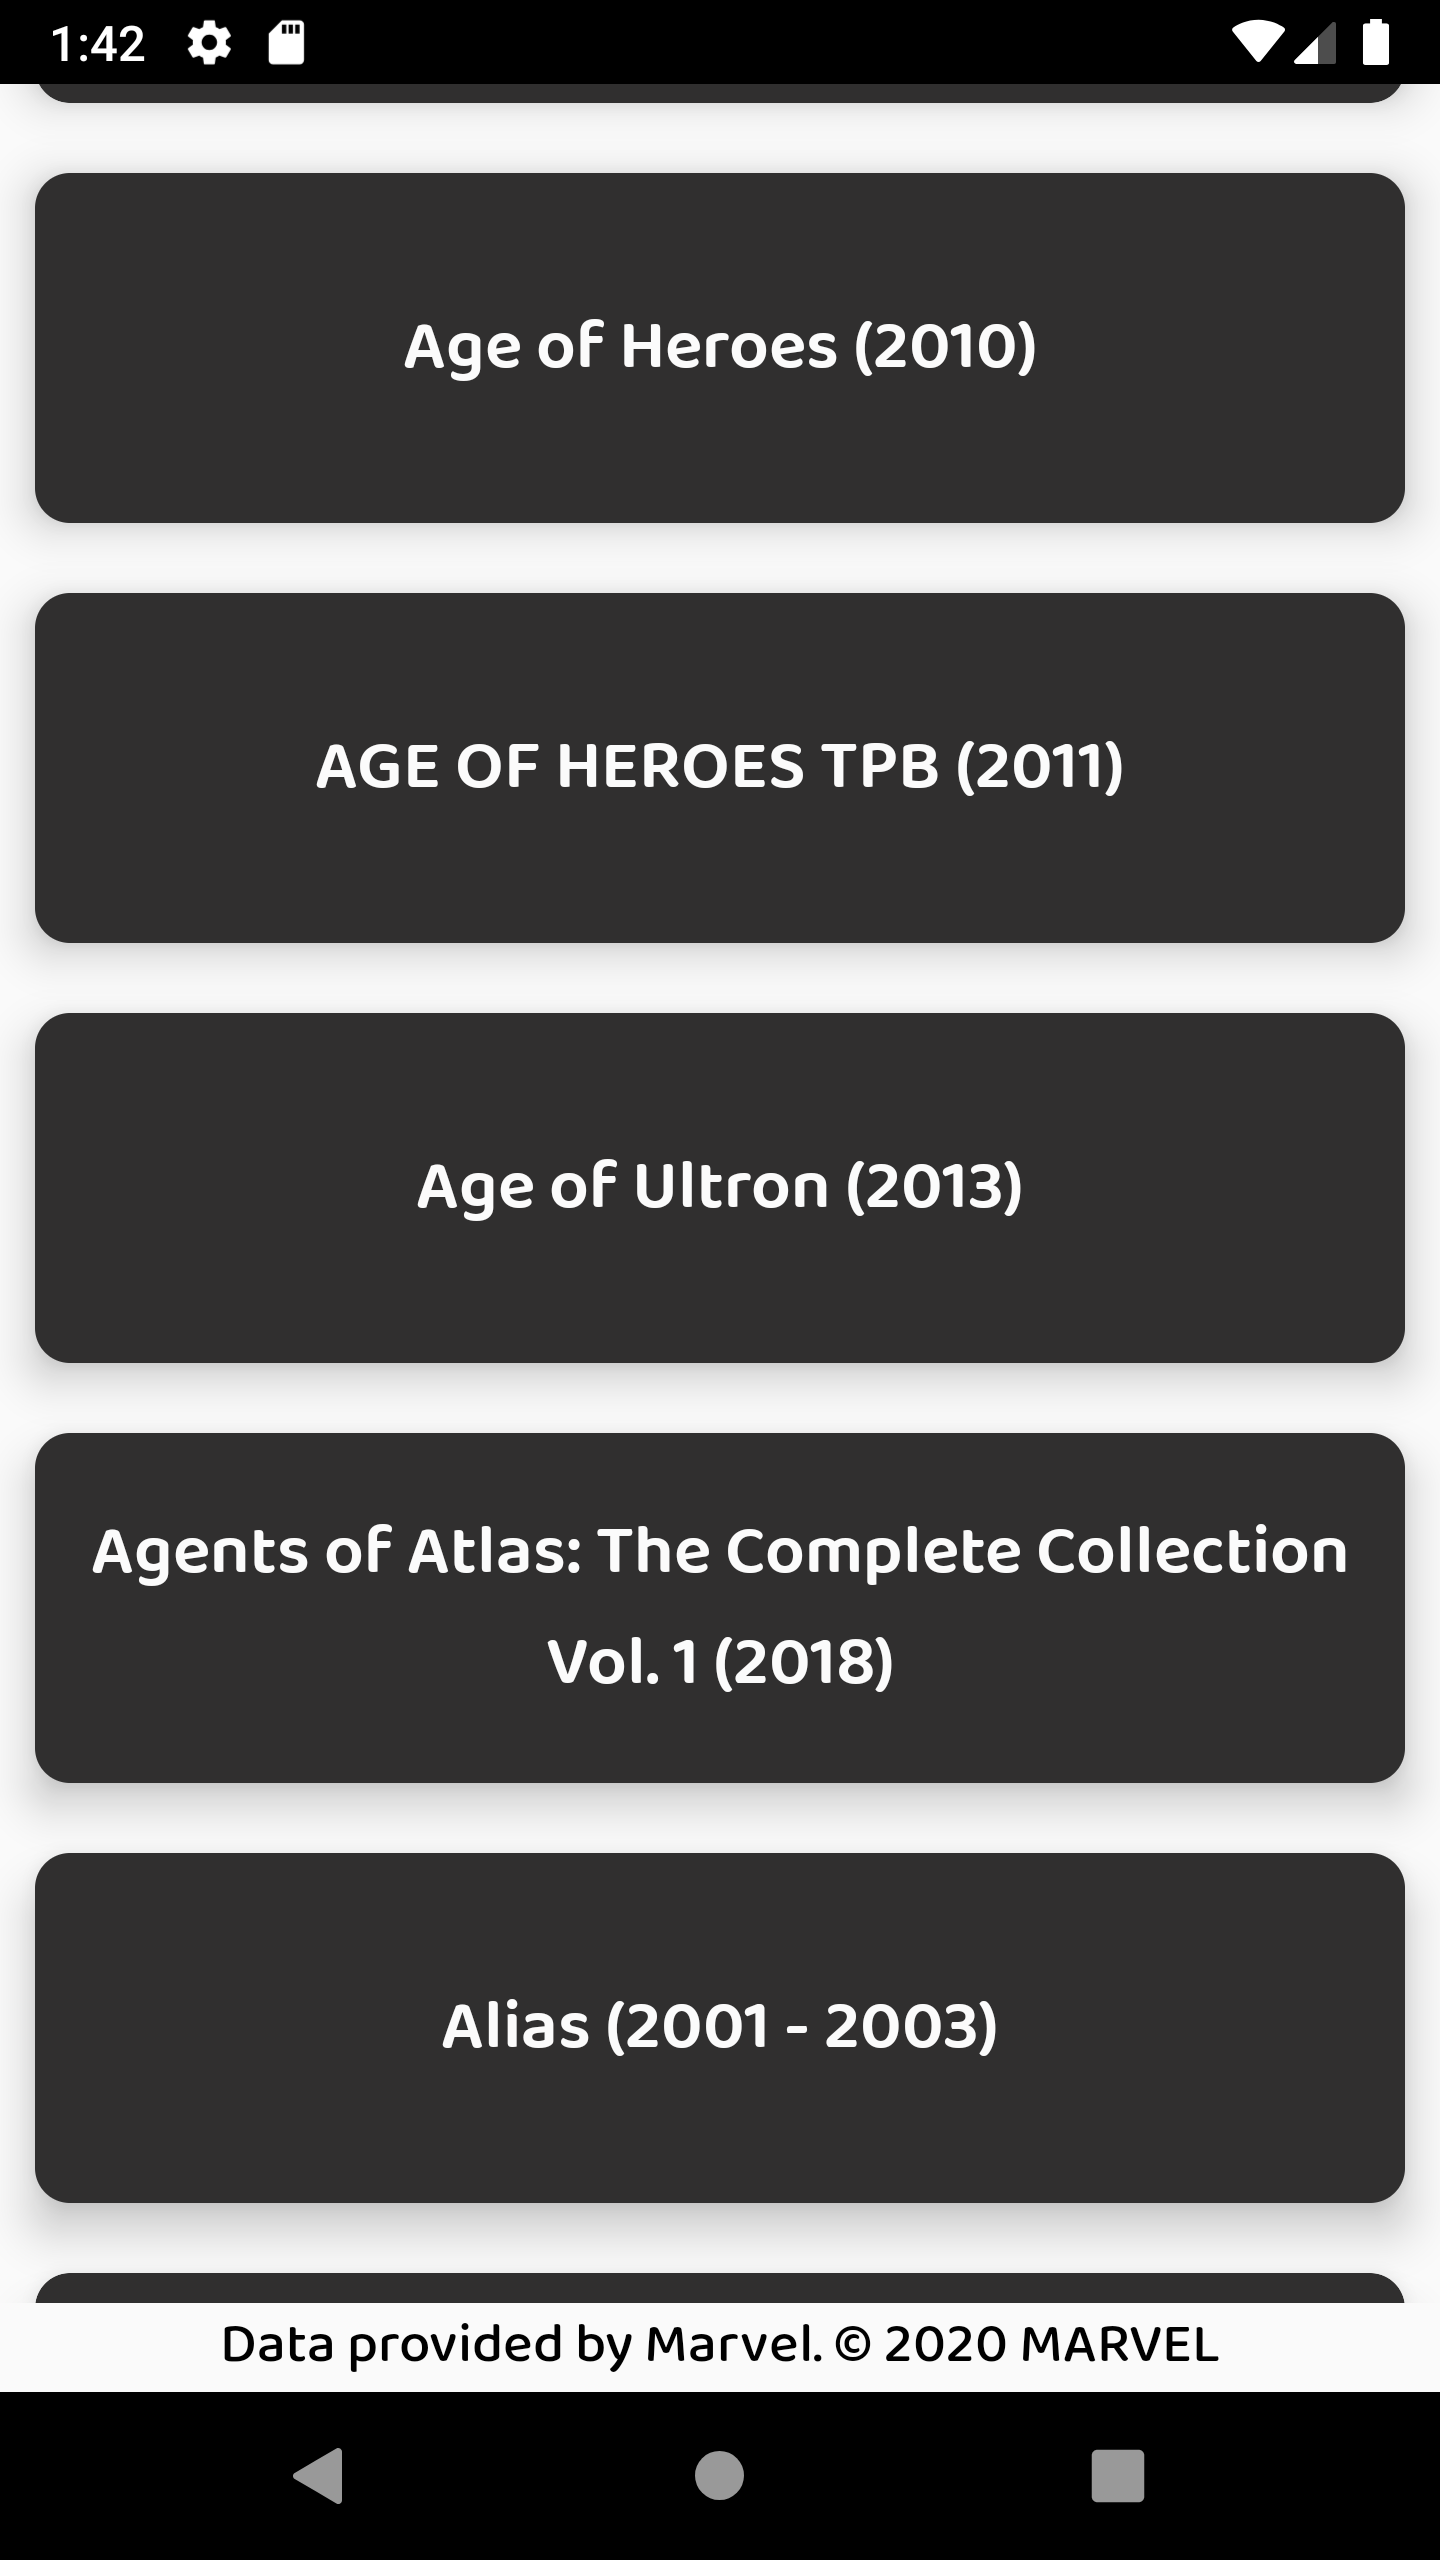 1:42
Age of Heroes (2010)
AGE OF HEROES TPB (2011)
Age of Ultron (2013)
Agents of Atlas: The Complete Collection
Vol. 1 (2018)
Alias (2001 - 2003)
Data provided by Marvel. © 2020 MARVEL